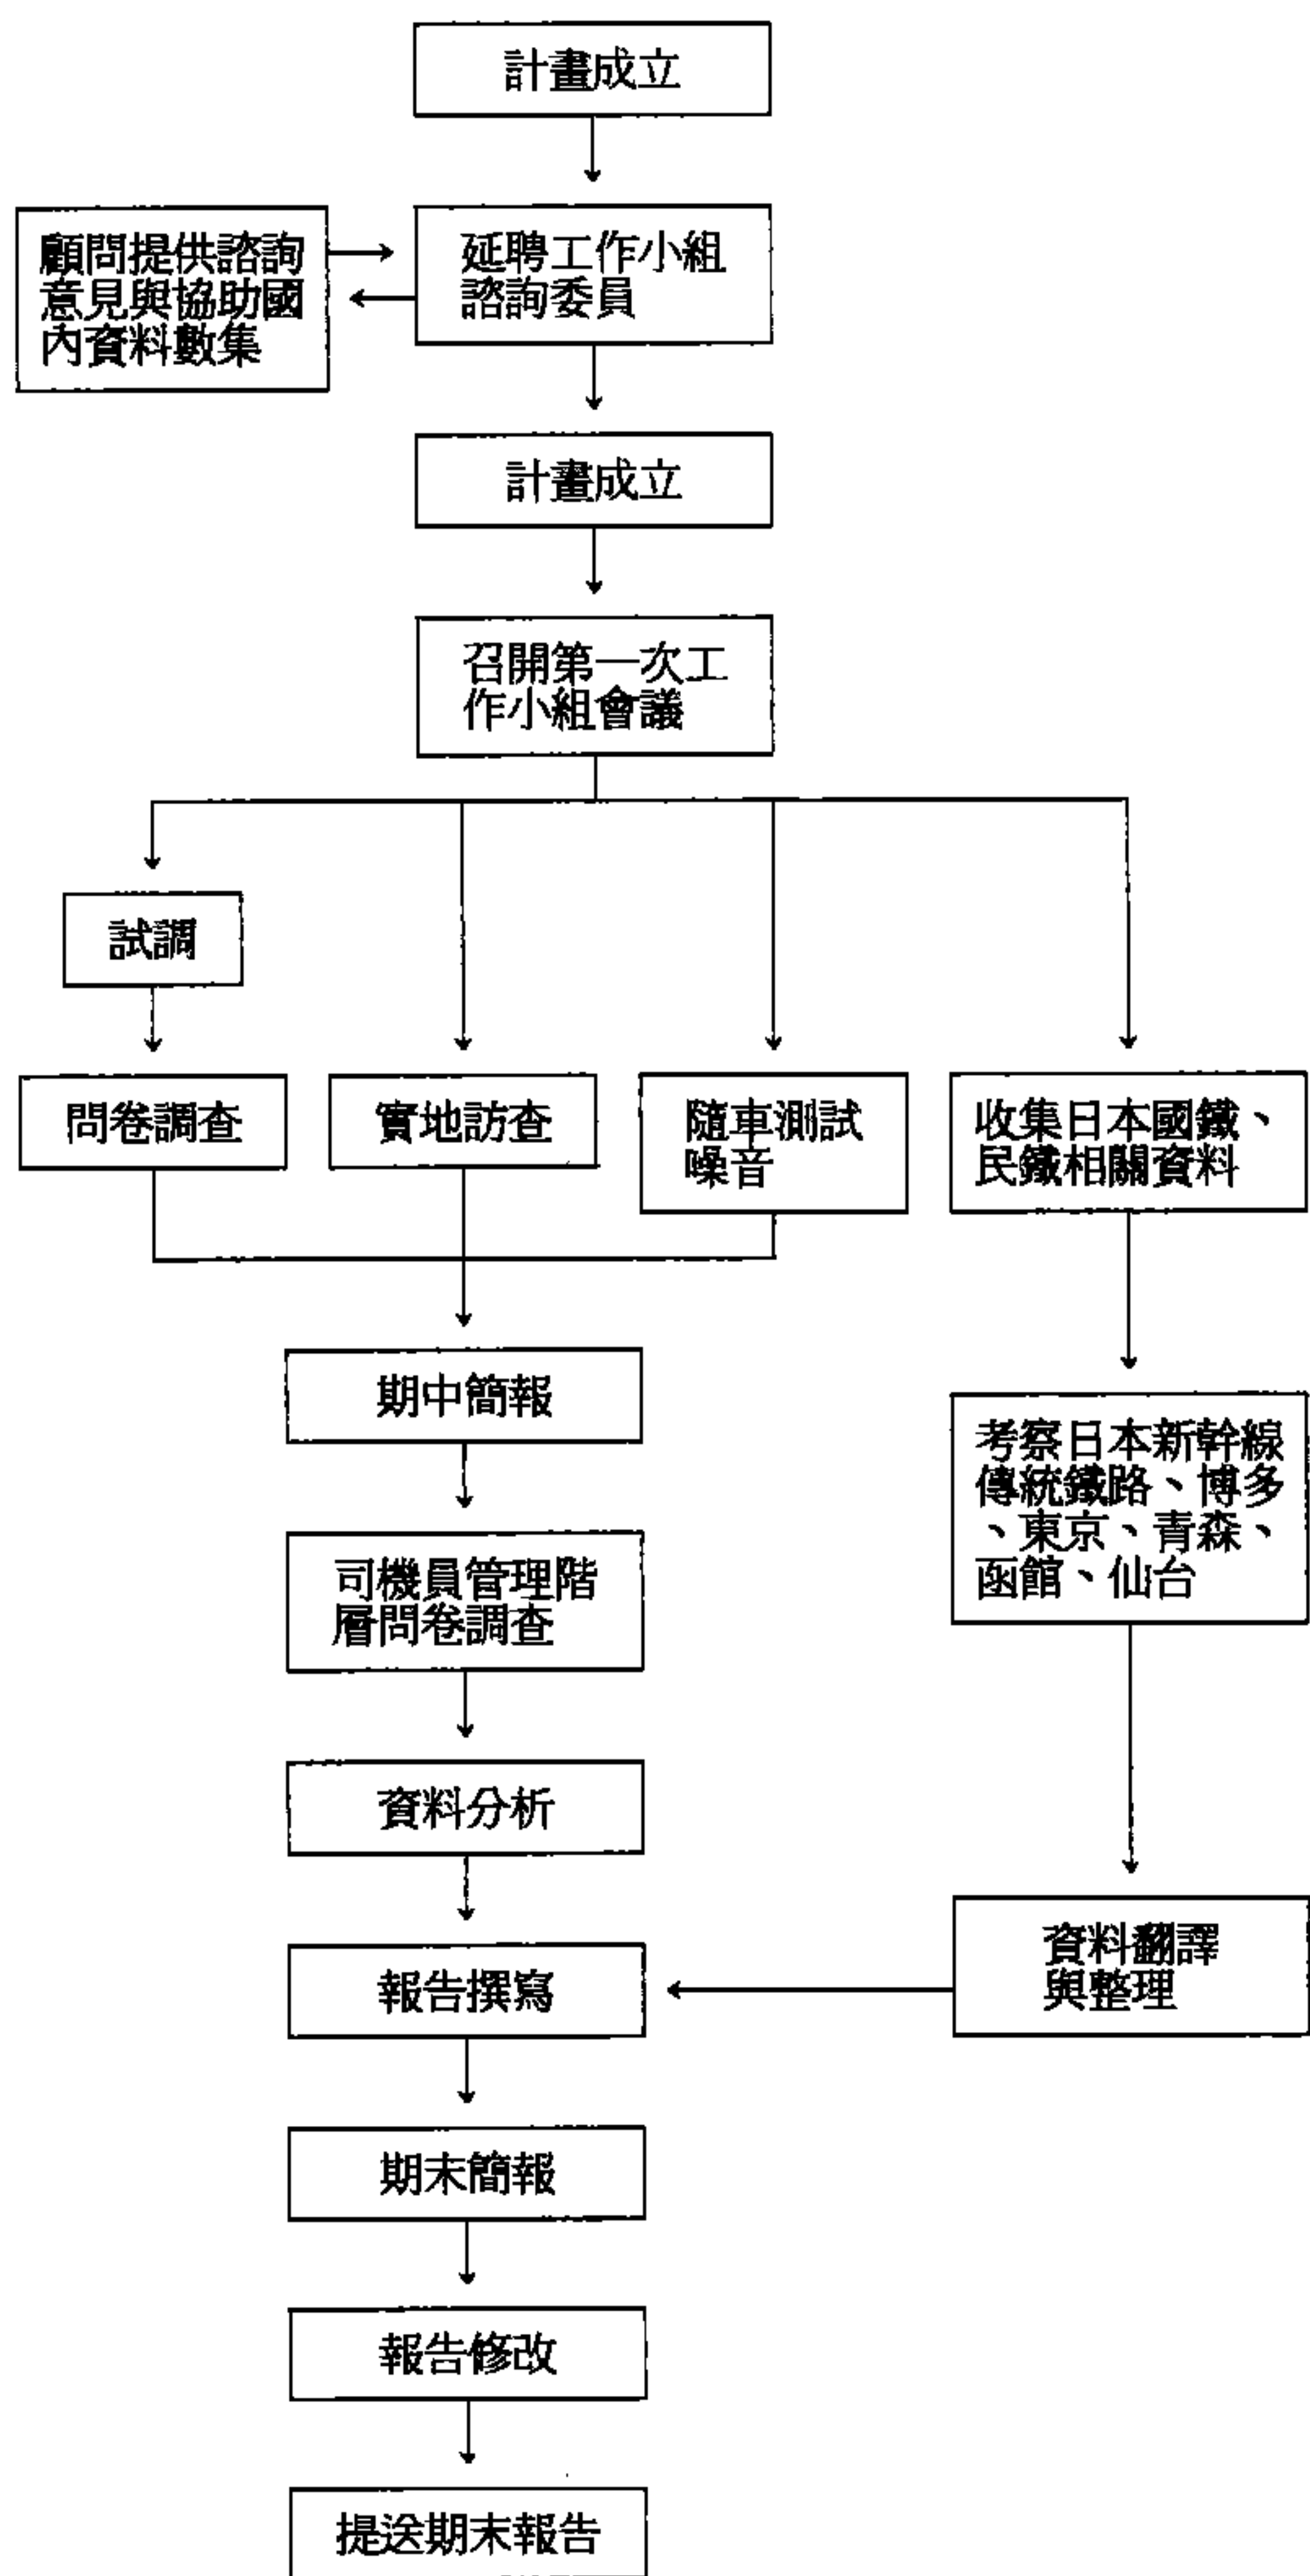 計畫成立
顧問提供諮詢
意見與協助國
內資料數集
延聘工作小組
諮詢委員
計畫成立
召開第一次工
作小組會議
試調
問卷調查
實地訪查
隨車測試
噪音
收集日本國鐵、
民鐵相關資料
期中簡報
考察日本新幹線
傳統鐵路、博多
、東京、青森、
函館、仙台
司機員管理階
層問卷調查
資料分析
資料翻譯
與整理
報告撰寫
期末簡報
報告修改
提送期末報告